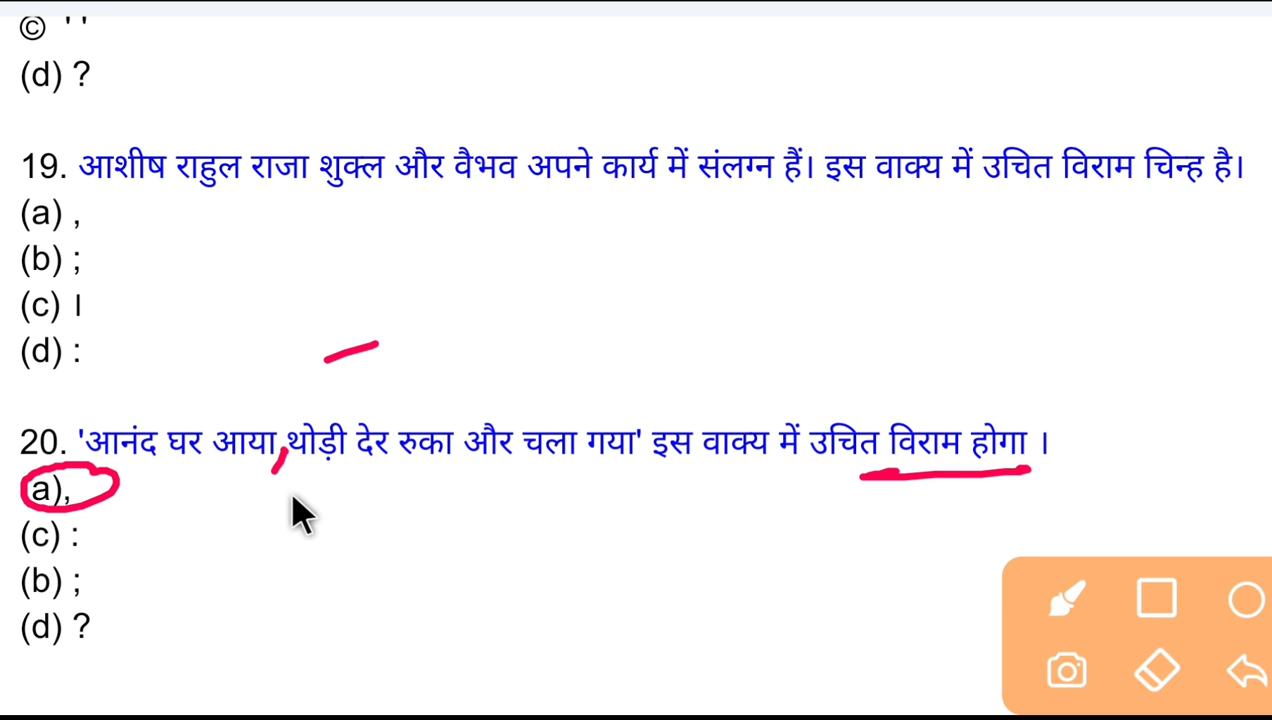 © ' '
(d) ?
19. आशीष राहुल राजा शुक्ल और वैभव अपने कार्य में संलग्न हैं। इस वाक्य में उचित विराम चिन्ह है।
(a) ,
(b) ;
(c) ।
(d) :
20. 'आनंद घर आया,थोड़ी देर रुका और चला गया' इस वाक्य में उचित विराम होगा ।
a),
(c) :
(b) ;
(d) ?